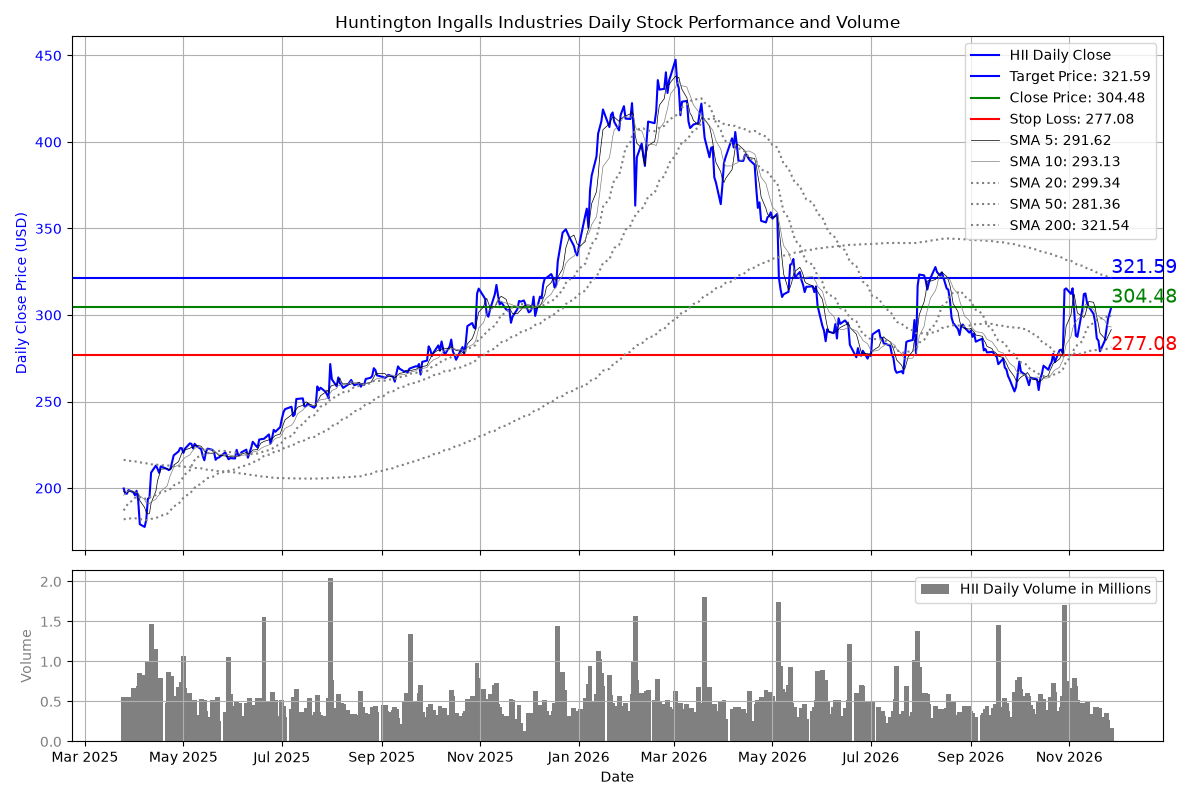 Huntington Ingalls Industries Daily Stock Performance and Volume
Daily Close Price (USD)
450
400
350
300
250
200
HII Daily Close
Target Price: 321.59
Close Price: 304.48
Stop Loss: 277.08
SMA 5: 291.62
SMA 10: 293.13
SMA 20: 299.34
SMA 50: 281.36
SMA 200: 321.54
321.59
304.48
277.08
Volume
2.0
1.5
1.0
0.5
0.0
HII Daily Volume in Millions
Mar 2025 May 2025 Jul 2025 Sep 2025 Nov 2025 Jan 2026 Mar 2026 May 2026 Jul 2026 Sep 2026 Nov 2026
Date